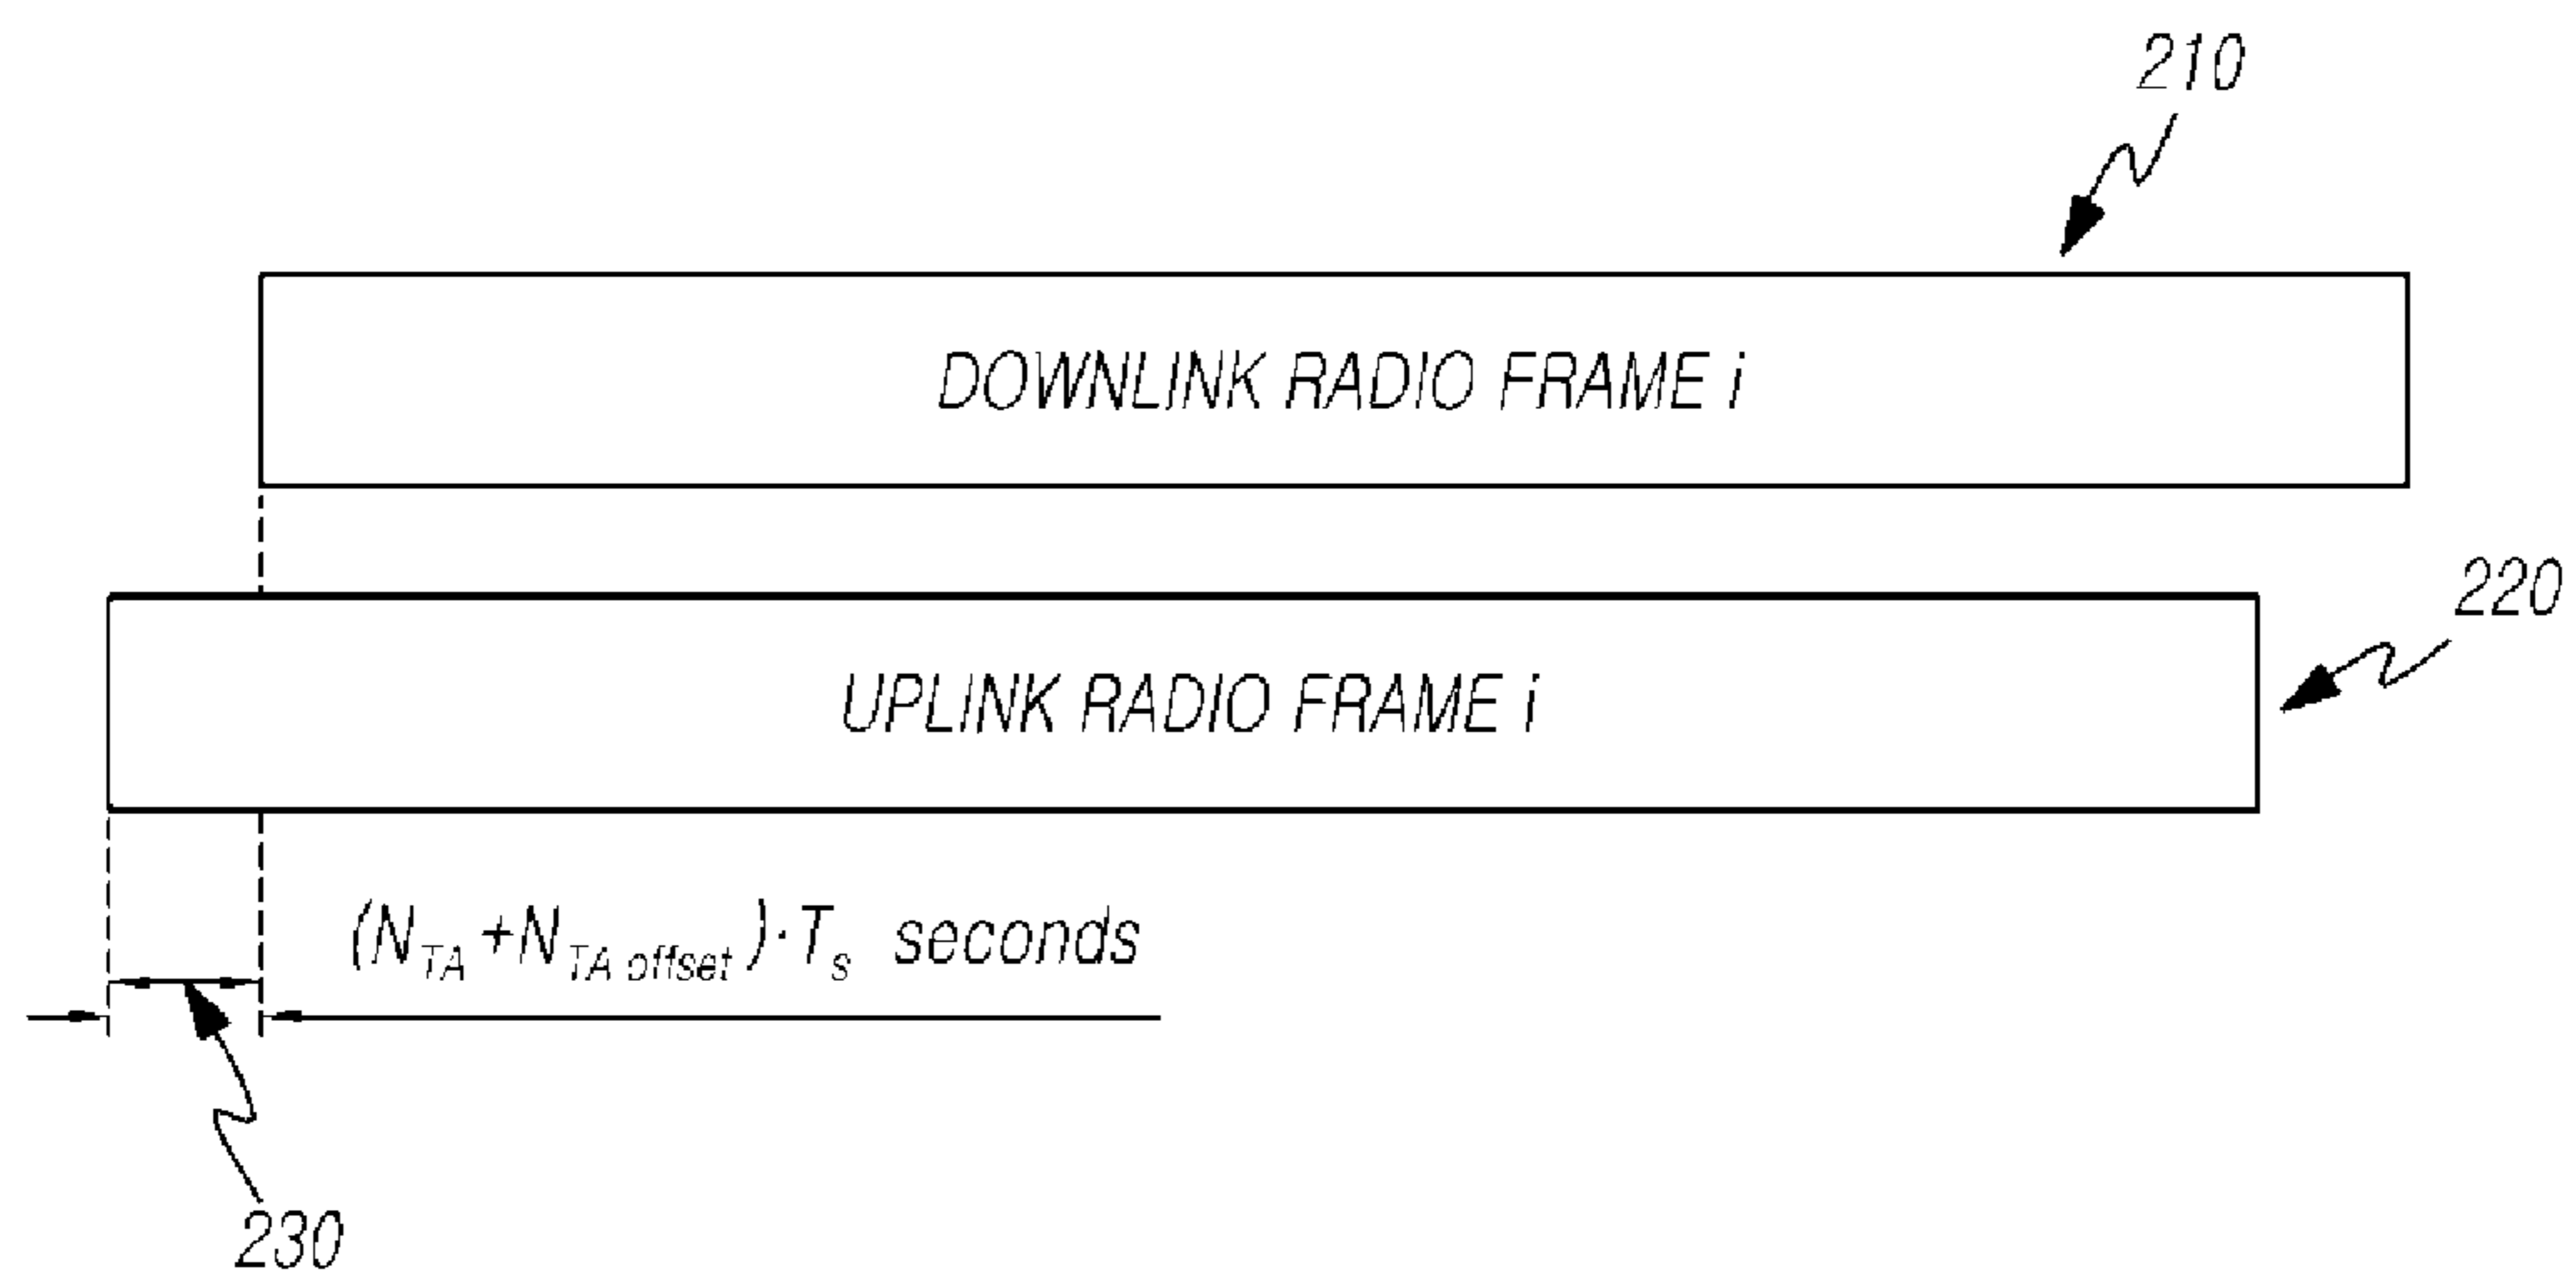 210
DOWNLINK RADIO FRAME i
220
UPLINK RADIO FRAME i
(N_TA +N_TA offset)·T_s seconds
230